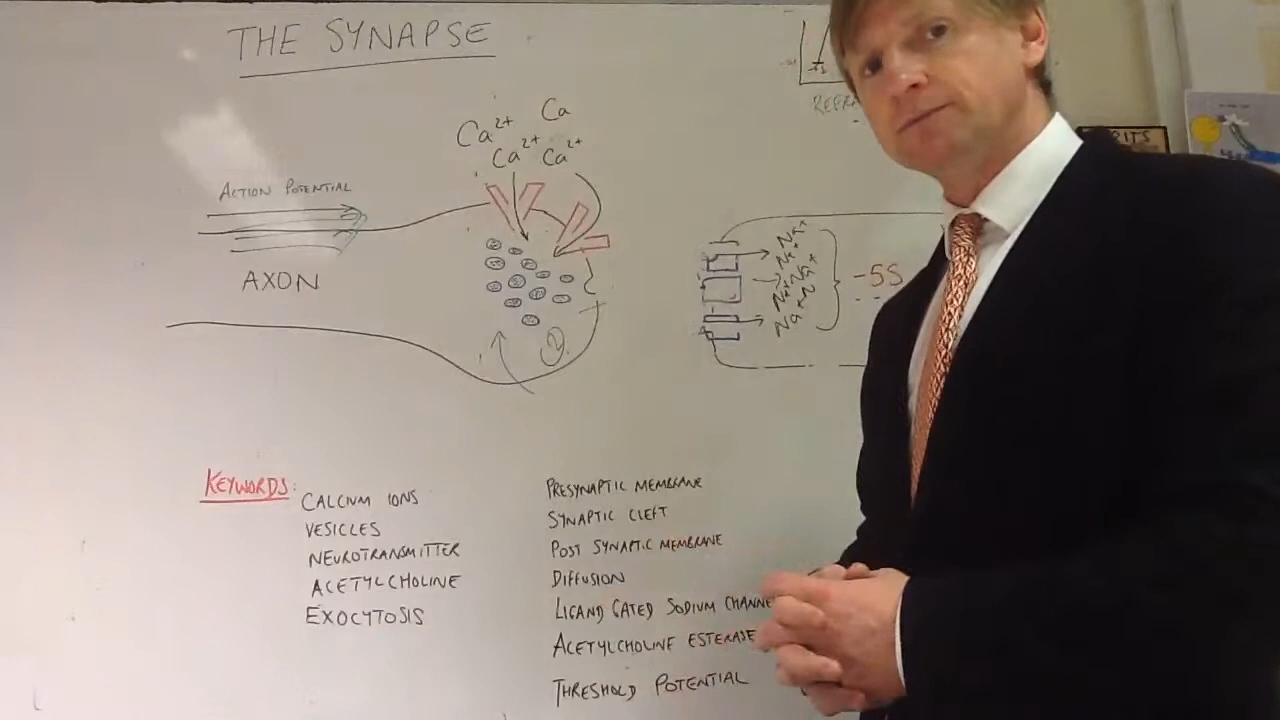 THE SYNAPSE
Ca2+ Ca
Ca2+ Ca2+
ACTION POTENTIAL
AXON
Na+
Na+
Na+
Na+
-55
KEYWORDS:
CALCIUM IONS
VESICLES
NEUROTRANSMITTER
ACETYLCHOLINE
EXOCYTOSIS
PRESYNAPTIC MEMBRANE
SYNAPTIC CLEFT
POST SYNAPTIC MEMBRANE
DIFFUSION
LIGAND GATED SODIUM CHANNE
ACETYLCHOLINE ESTERASE
THRESHOLD POTENTIAL